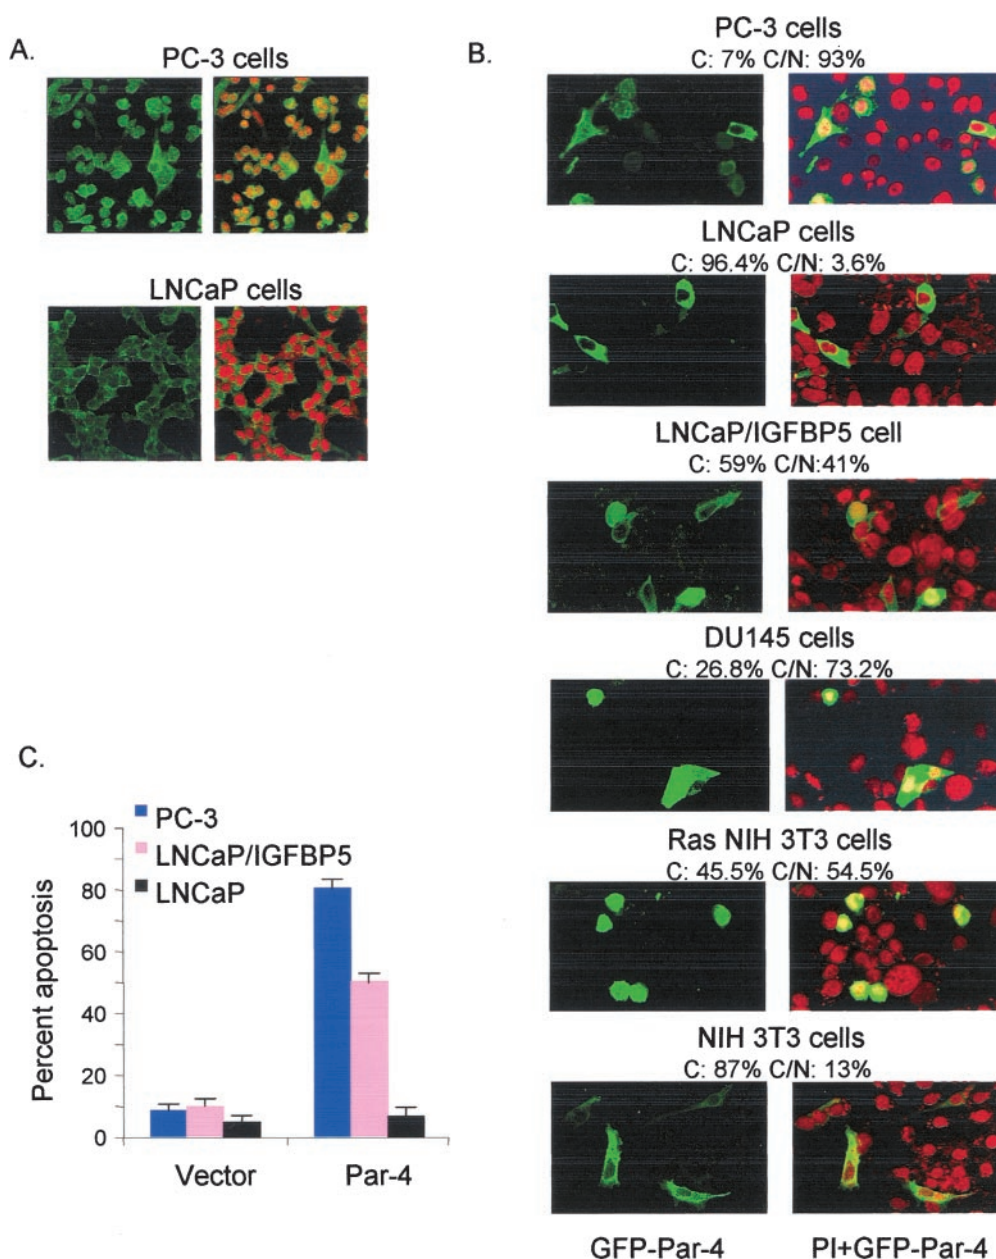 A.
PC-3 cells
LNCaP cells
B.
PC-3 cells
C: 7% C/N: 93%
LNCaP cells
C: 96.4% C/N: 3.6%
LNCaP/IGFBP5 cell
C: 59% C/N:41%
DU145 cells
C: 26.8% C/N: 73.2%
Ras NIH 3T3 cells
C: 45.5% C/N: 54.5%
NIH 3T3 cells
C: 87% C/N: 13%
GFP-Par-4 PI+GFP-Par-4
C.
PC-3
LNCaP/IGFBP5
LNCaP
Percent apoptosis
100
80
60
40
20
0
Vector Par-4